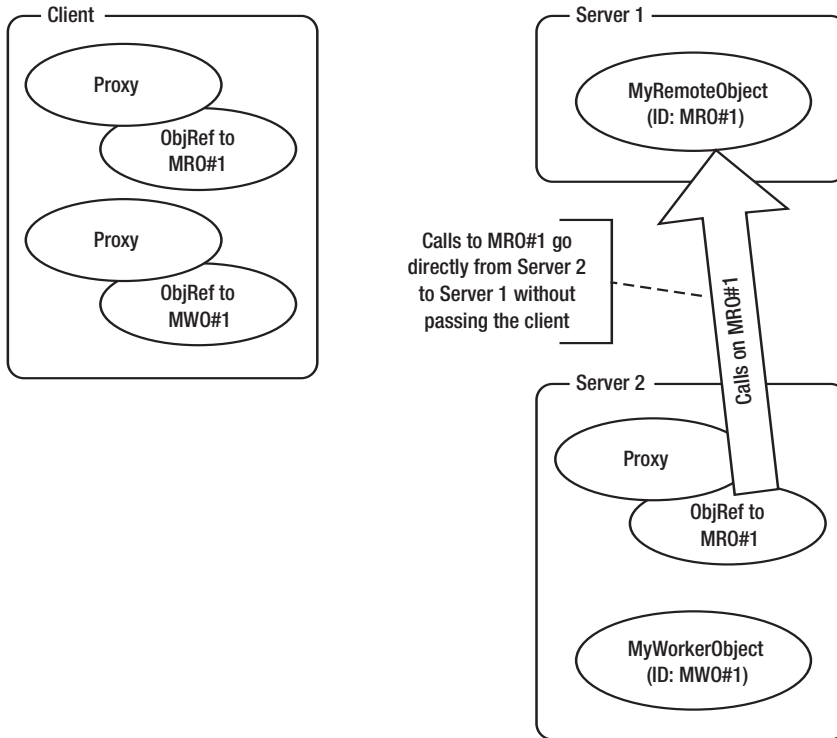 Client
Proxy
ObjRef to
MRO#1
Proxy
ObjRef to
MWO#1
Server 1
MyRemoteObject
(ID: MRO#1)
Calls to MRO#1 go
directly from Server 2
to Server 1 without
passing the client
Calls on MRO#1
Server 2
Proxy
ObjRef to
MRO#1
MyWorkerObject
(ID: MWO#1)